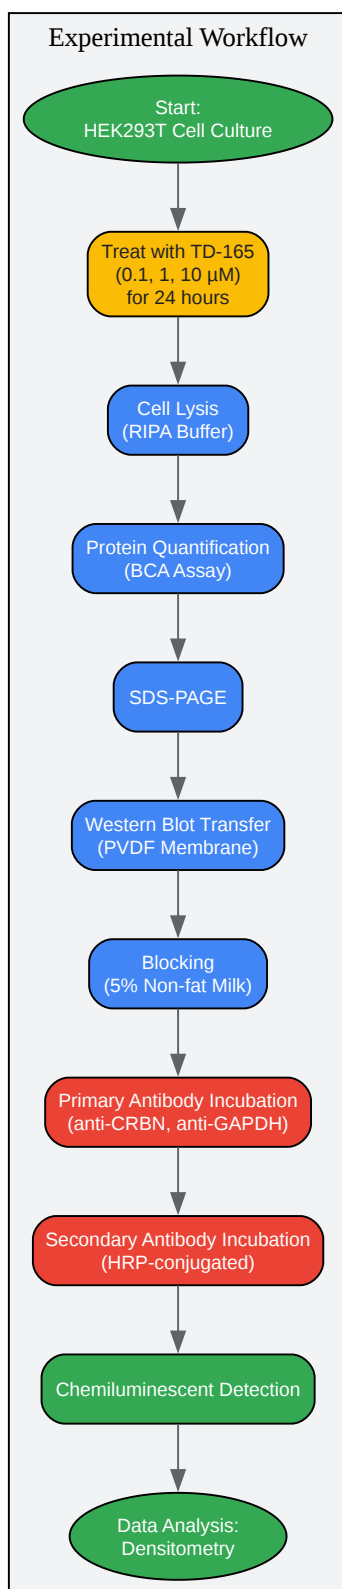 Experimental Workflow
Start:
HEK293T Cell Culture
Treat with TD-165
(0.1, 1, 10 µM)
for 24 hours
Cell Lysis
(RIPA Buffer)
Protein Quantification
(BCA Assay)
SDS-PAGE
Western Blot Transfer
(PVDF Membrane)
Blocking
(5% Non-fat Milk)
Primary Antibody Incubation
(anti-CRBN, anti-GAPDH)
Secondary Antibody Incubation
(HRP-conjugated)
Chemiluminescent Detection
Data Analysis:
Densitometry